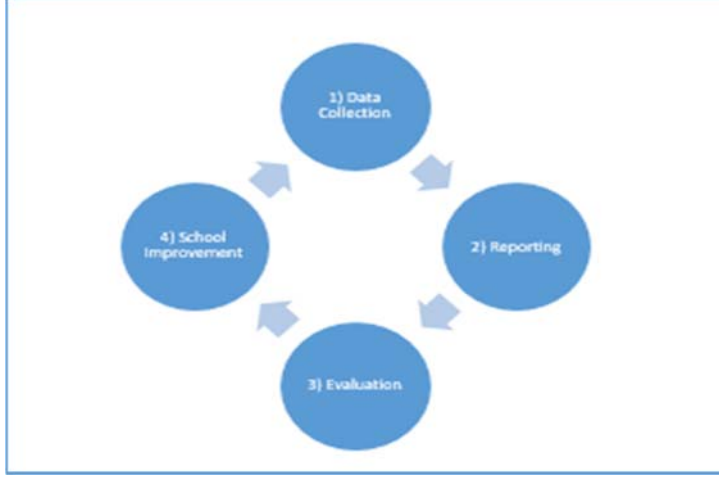 1) Data
Collection
2) Reporting
3) Evaluation
4) School
Improvement